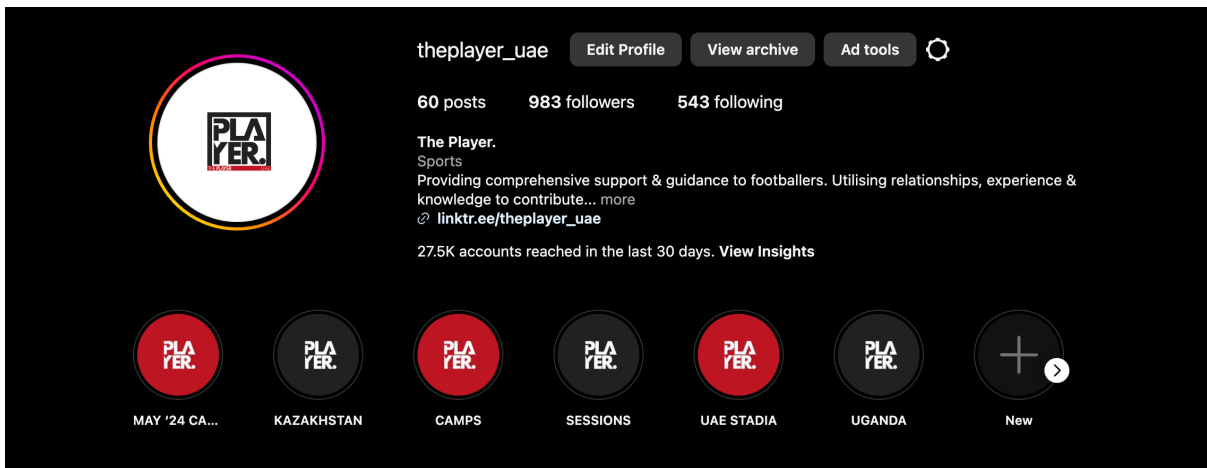 theplayer_uae Edit Profile View archive Ad tools
60 posts 983 followers 543 following
PLA
YER.
The Player.
Sports
Providing comprehensive support & guidance to footballers. Utilising relationships, experience &
knowledge to contribute... more
linktr.ee/theplayer_uae
27.5K accounts reached in the last 30 days. View Insights
PLA PLA PLA PLA PLA PLA
YER. YER. YER. YER. YER. YER.
MAY ‘24 CA... KAZAKHSTAN CAMPS SESSIONS UAE STADIA UGANDA New